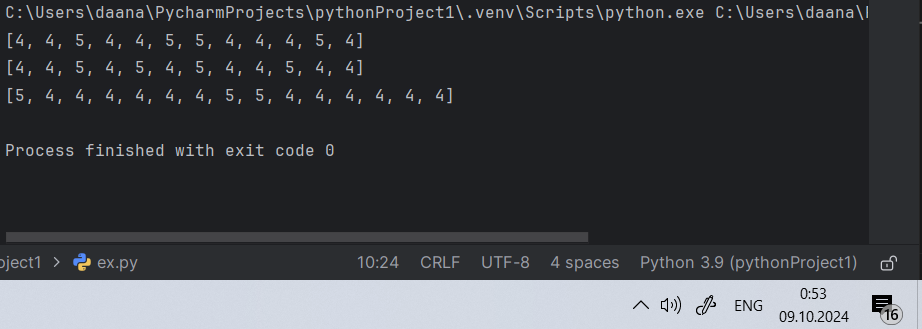 C:\Users\daana\PycharmProjects\pythonProject1\.venv\Scripts\python.exe C:\Users\daana\
[4, 4, 5, 4, 4, 5, 5, 4, 4, 4, 5, 4]
[4, 4, 5, 4, 5, 4, 5, 4, 4, 5, 4, 4]
[5, 4, 4, 4, 4, 4, 4, 5, 5, 4, 4, 4, 4, 4, 4]
Process finished with exit code 0
oject1 > ex.py 10:24 CRLF UTF-8 4 spaces Python 3.9 (pythonProject1)
ENG 0:53
09.10.2024 16